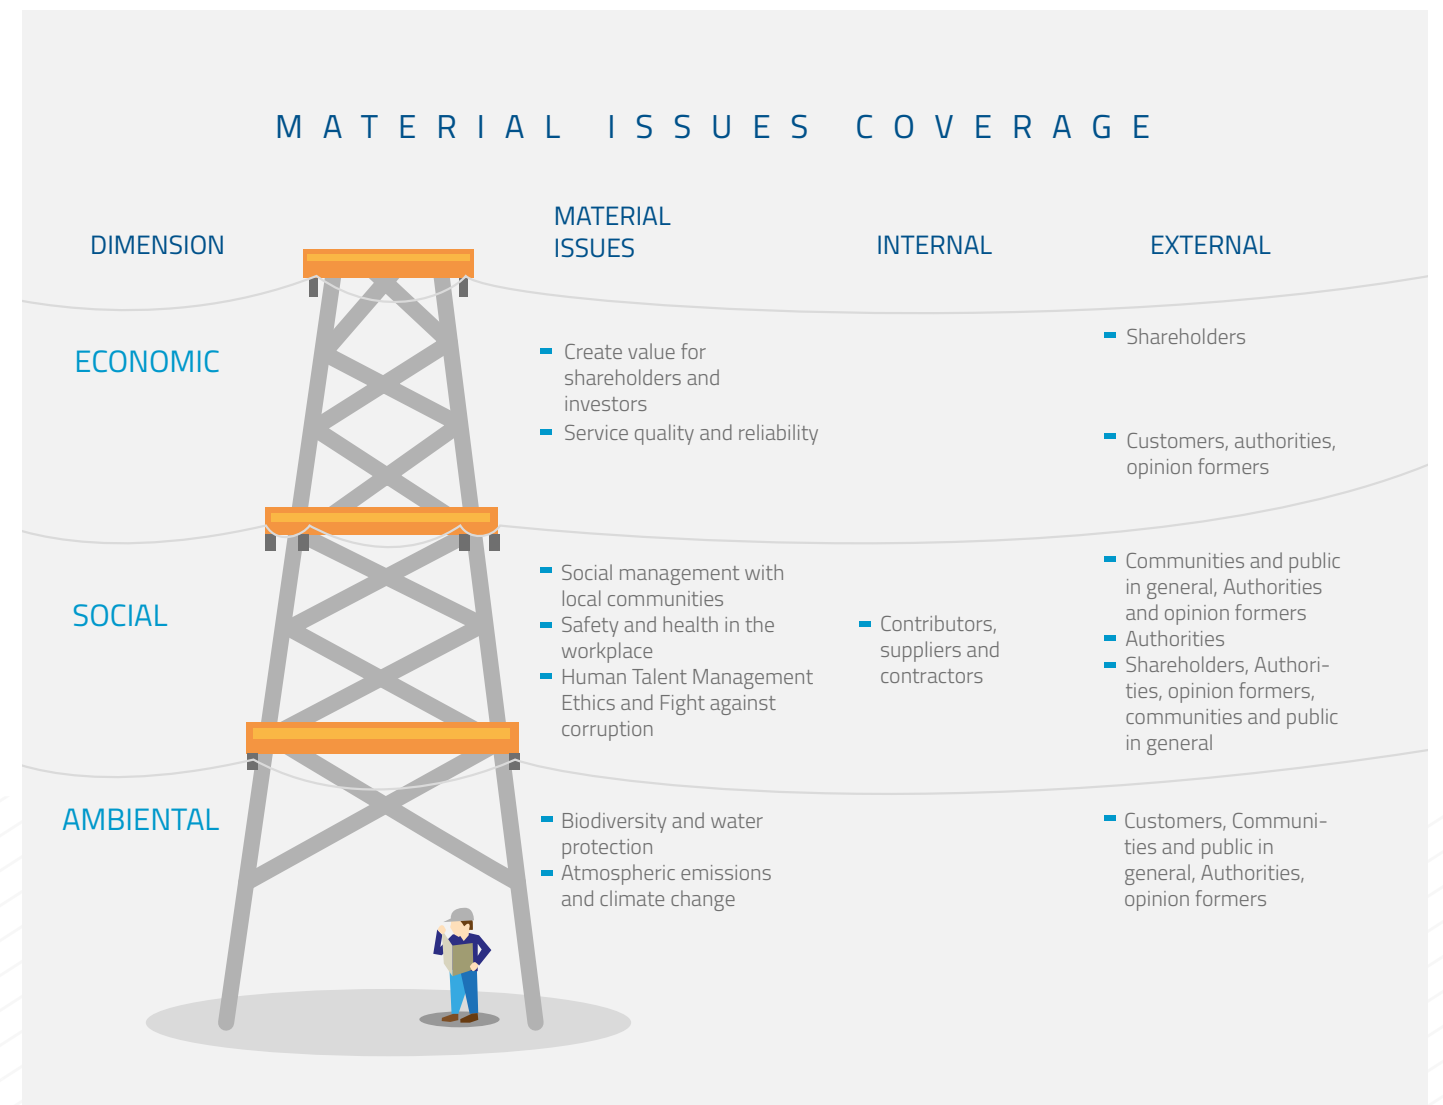 MATERIAL ISSUES COVERAGE
DIMENSION
MATERIAL
ISSUES
INTERNAL
EXTERNAL
ECONOMIC
Create value for
shareholders and
investors
Service quality and reliability
Shareholders
Customers, authorities,
opinion formers
SOCIAL
Social management with
local communities
Safety and health in the
workplace
Human Talent Management
Ethics and Fight against
corruption
Contributors,
suppliers and
contractors
Communities and public
in general, Authorities
and opinion formers
Authorities
Shareholders, Authori-
ties, opinion formers,
communities and public
in general
AMBIENTAL
Biodiversity and water
protection
Atmospheric emissions
and climate change
Customers, Communi-
ties and public in
general, Authorities,
opinion formers